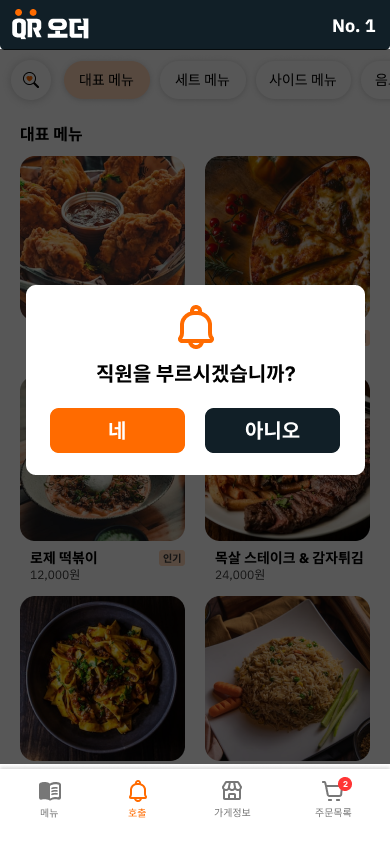 QR 오더
No. 1
대표 메뉴
세트 메뉴
사이드 메뉴
음
대표 메뉴
직원을 부르시겠습니까?
네
아니오
로제 떡볶이
인기
12,000원
목살 스테이크 & 감자튀김
24,000원
메뉴
호출
가게정보
2
주문목록